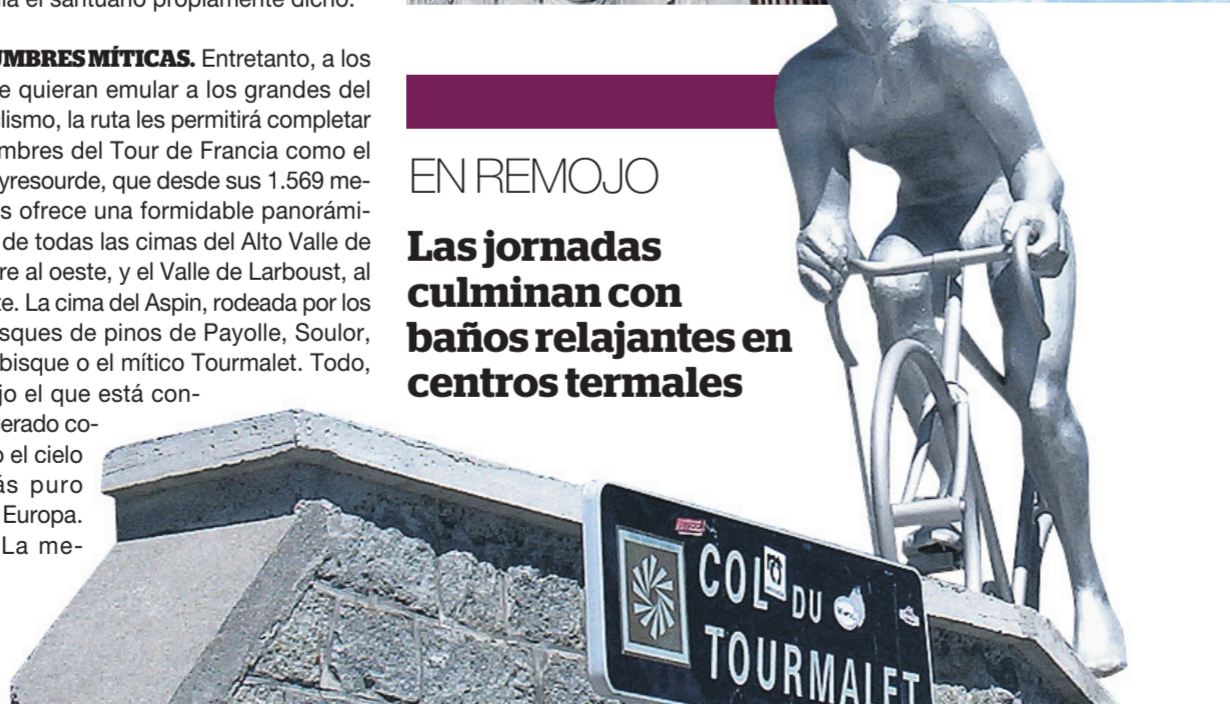 el santuario propiamente dicho.
UMBRES MÍTICAS. Entretanto, a los
e quieran emular a los grandes del
lismo, la ruta les permitirá completar
mbres del Tour de Francia como el
yresourde, que desde sus 1.569 me-
s ofrece una formidable panorámi-
de todas las cimas del Alto Valle de
re al oeste, y el Valle de Larboust, al
te. La cima del Aspin, rodeada por los
sques de pinos de Payolle, Soulor,
bisque o el mítico Tourmalet. Todo,
jo el que está con-
erado co-
o el cielo
ás puro
Europa.
La me-
EN REMOJO
Las jornadas
culminan con
baños relajantes en
centros termales
COL DU
TOURMALET